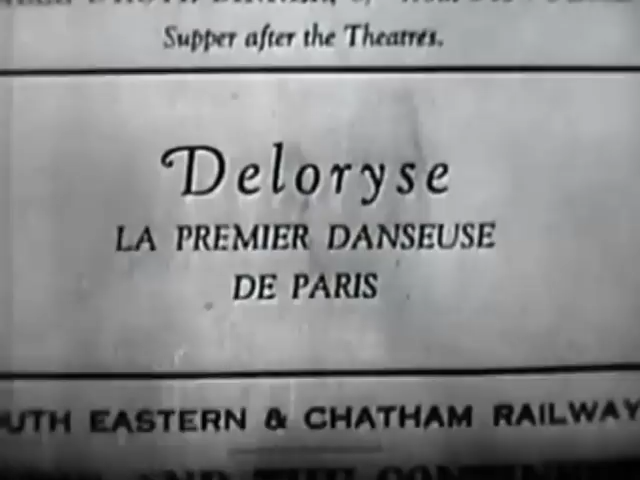 Supper after the Theatres.
Deloryse
LA PREMIER DANSEUSE
DE PARIS
UTH EASTERN & CHATHAM RAILWAY